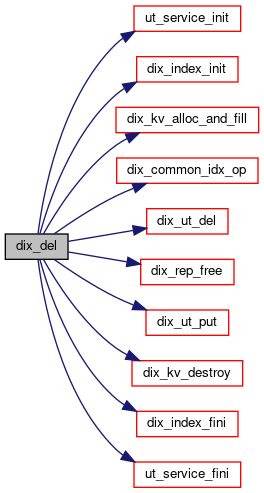 ut_service_init
dix_index_init
dix_kv_alloc_and_fill
dix_common_idx_op
dix_del
dix_ut_del
dix_rep_free
dix_ut_put
dix_kv_destroy
dix_index_fini
ut_service_fini